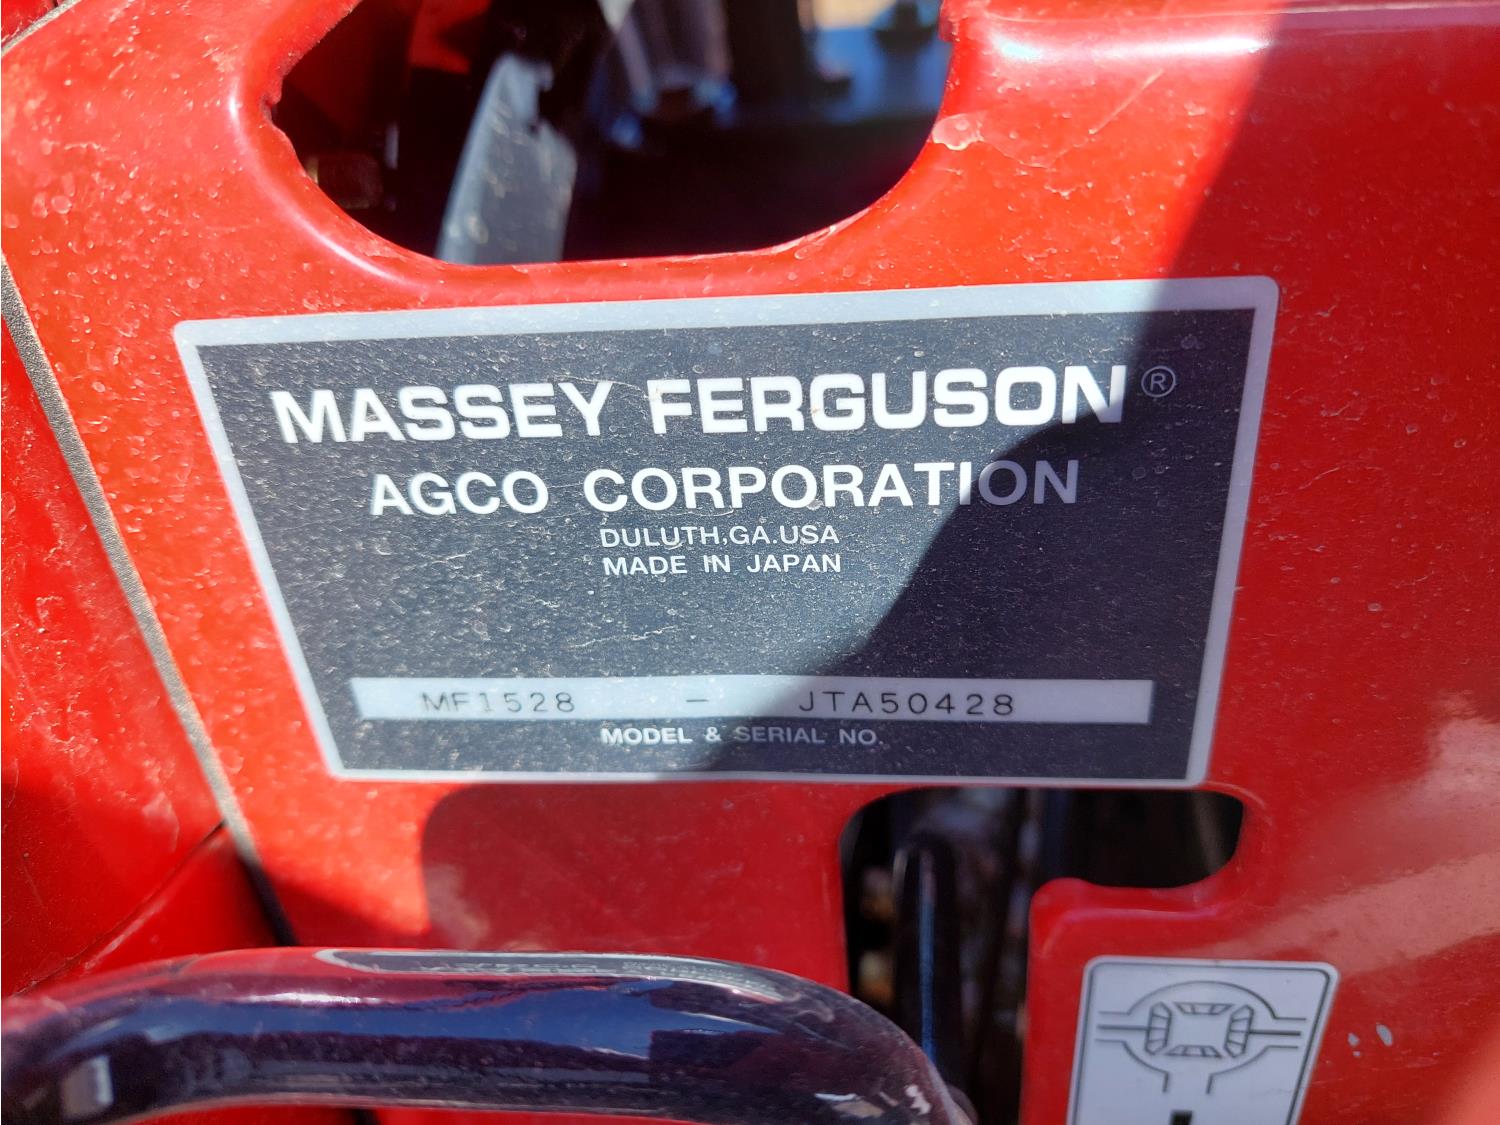 MASSEY FERGUSON®
AGCO CORPORATION
DULUTH,GA.USA
MADE IN JAPAN
MF1528 - JTA50428
MODEL & SERIAL NO.